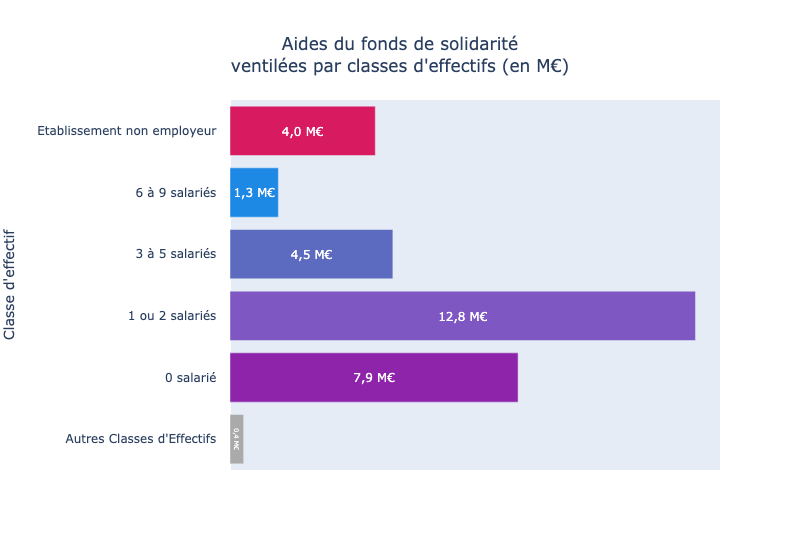 Aides du fonds de solidarité
ventilées par classes d'effectifs (en M€)
Classe d'effectif
Etablissement non employeur
4,0 M€
6 à 9 salariés
1,3 M€
3 à 5 salariés
4,5 M€
1 ou 2 salariés
12,8 M€
0 salarié
7,9 M€
Autres Classes d'Effectifs
0,4 M€